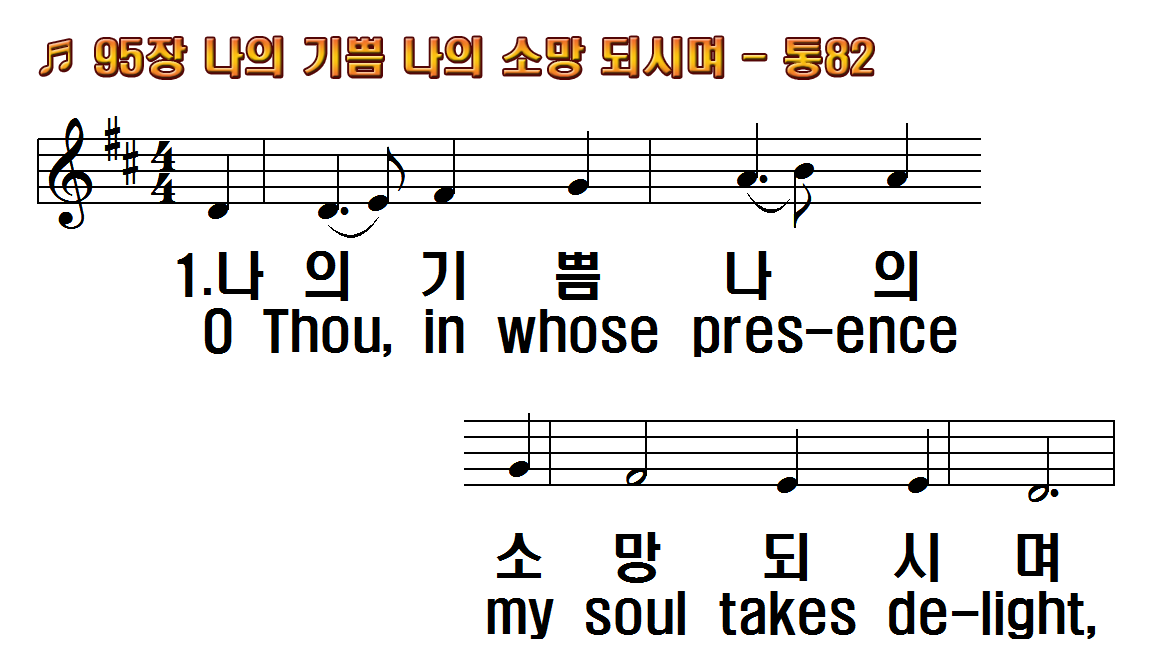 ♬ 95장 나의 기쁨 나의 소망 되시며 - 통82
4
4
1.나 의 기 쁨 나 의
O Thou, in whose pres-ence
소 망 되 시 며
my soul takes de-light,